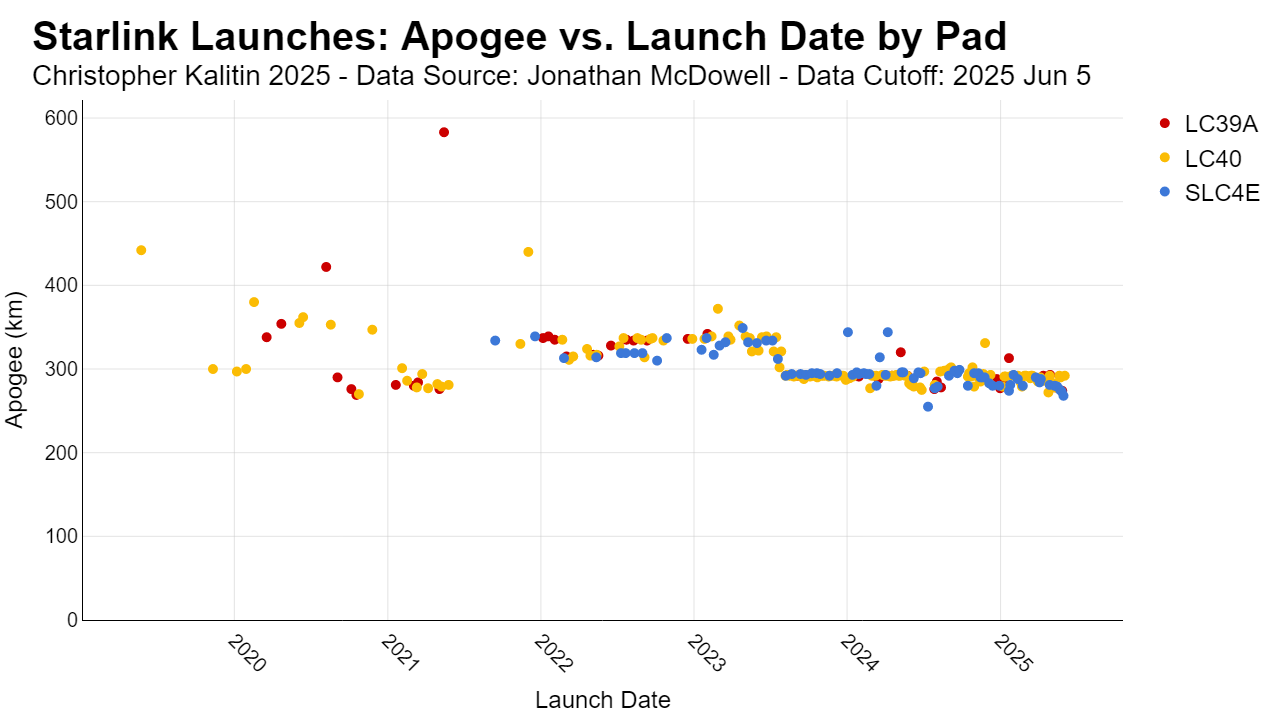 Starlink Launches: Apogee vs. Launch Date by Pad
Christopher Kalitin 2025 - Data Source: Jonathan McDowell - Data Cutoff: 2025 Jun 5
LC39A
LC40
SLC4E
Apogee (km)
600
500
400
300
200
100
0
2020
2021
2022
2023
2024
2025
Launch Date